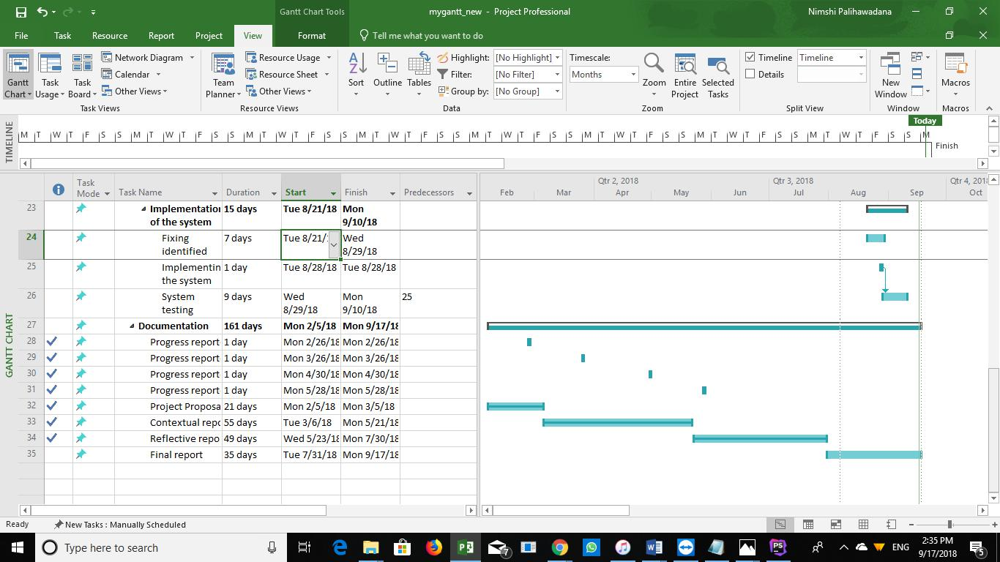 Gantt Chart Tools
mygantt_new - Project Professional
Nimshi Palihawadana
File Task Resource Report Project View Format Tell me what you want to do
Gantt Chart
Task Usage
Task Board
Network Diagram
Calendar
Other Views
Task Views
Team Planner
Resource Usage
Resource Sheet
Other Views
Resource Views
Sort
Outline
Tables
Highlight: [No Highlight]
Filter: [No Filter]
Group by: [No Group]
Data
Timescale:
Months
Zoom
Entire Project
Selected Tasks
Zoom
Timeline Timeline
Details
Split View
New Window
Window
Macros
Macros
TIMELINE
Today
M T W T F S S M T W T F S S M T W T F S S M T W T F S S M T W T F S S M T W T F S S M T W T F S S M T W T F S S M
Finish
GANTT CHART
Task Mode Task Name Duration Start Finish Predecessors
Qtr 2, 2018 Qtr 3, 2018 Qtr 4, 201
Feb Mar Apr May Jun Jul Aug Sep Oct
23 Implementation 15 days Tue 8/21/18 Mon
of the system 9/10/18
24 Fixing 7 days Tue 8/21/ Wed
identified 8/29/18
25 Implementin 1 day Tue 8/28/18 Tue 8/28/18
the system
26 System 9 days Wed Mon 25
testing 8/29/18 9/10/18
27 Documentation 161 days Mon 2/5/18 Mon 9/17/18
28 Progress report 1 day Mon 2/26/18 Mon 2/26/18
29 Progress report 1 day Mon 3/26/18 Mon 3/26/18
30 Progress report 1 day Mon 4/30/18 Mon 4/30/18
31 Progress report 1 day Mon 5/28/18 Mon 5/28/18
32 Project Proposa 21 days Mon 2/5/18 Mon 3/5/18
33 Contextual repo 55 days Tue 3/6/18 Mon 5/21/18
34 Reflective repo 49 days Wed 5/23/18 Mon 7/30/18
35 Final report 35 days Tue 7/31/18 Mon 9/17/18
Ready New Tasks : Manually Scheduled
Type here to search
7
ENG
2:35 PM
9/17/2018
5